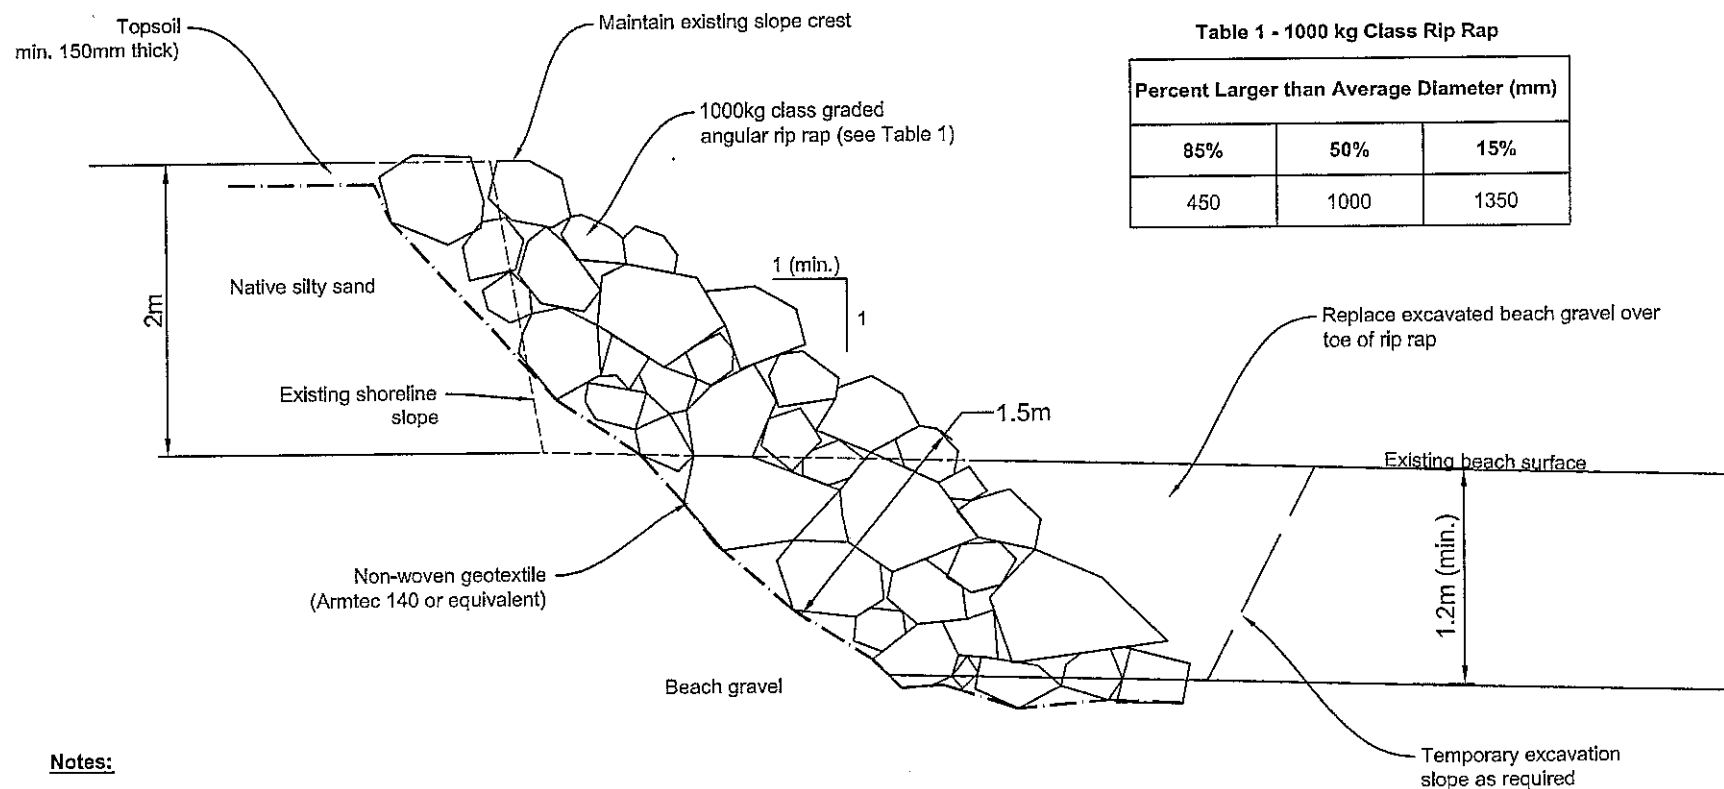 Topsoil
min. 150mm thick)
Maintain existing slope crest
1000kg class graded
angular rip rap (see Table 1)
Table 1 - 1000 kg Class Rip Rap
Percent Larger than Average Diameter (mm)
85% 50% 15%
450 1000 1350
1 (min.)
1
Native silty sand
2m
Replace excavated beach gravel over
toe of rip rap
Existing shoreline
slope
1.5m
Existing beach surface
Non-woven geotextile
(Armtec 140 or equivalent)
1.2m (min.)
Beach gravel
Temporary excavation
slope as required
Notes: